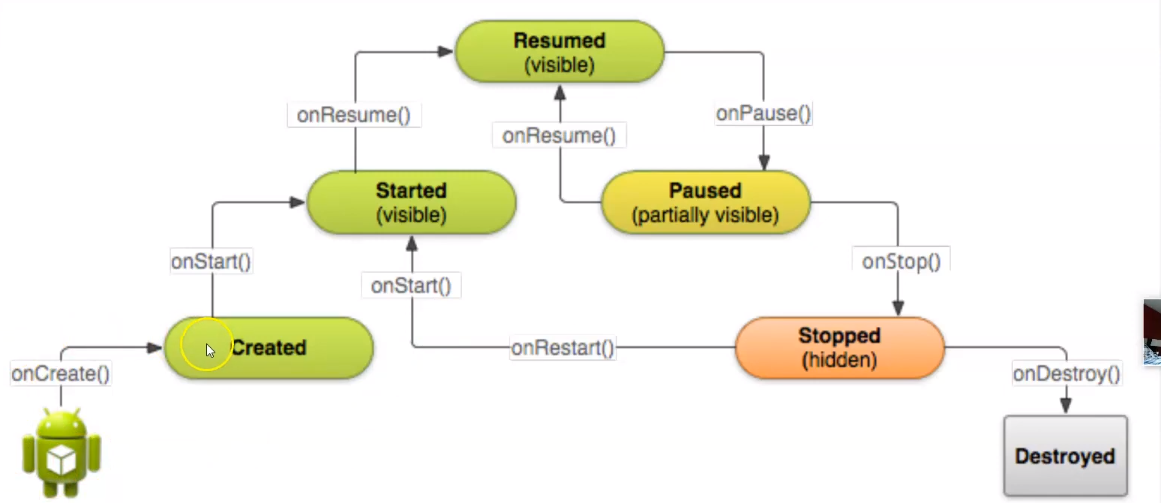 Resumed
(visible)
onResume()
onPause()
onResume()
Started
(visible)
Paused
(partially visible)
onStart()
onStop()
onStart()
Created
onRestart()
Stopped
(hidden)
onCreate()
onDestroy()
Destroyed